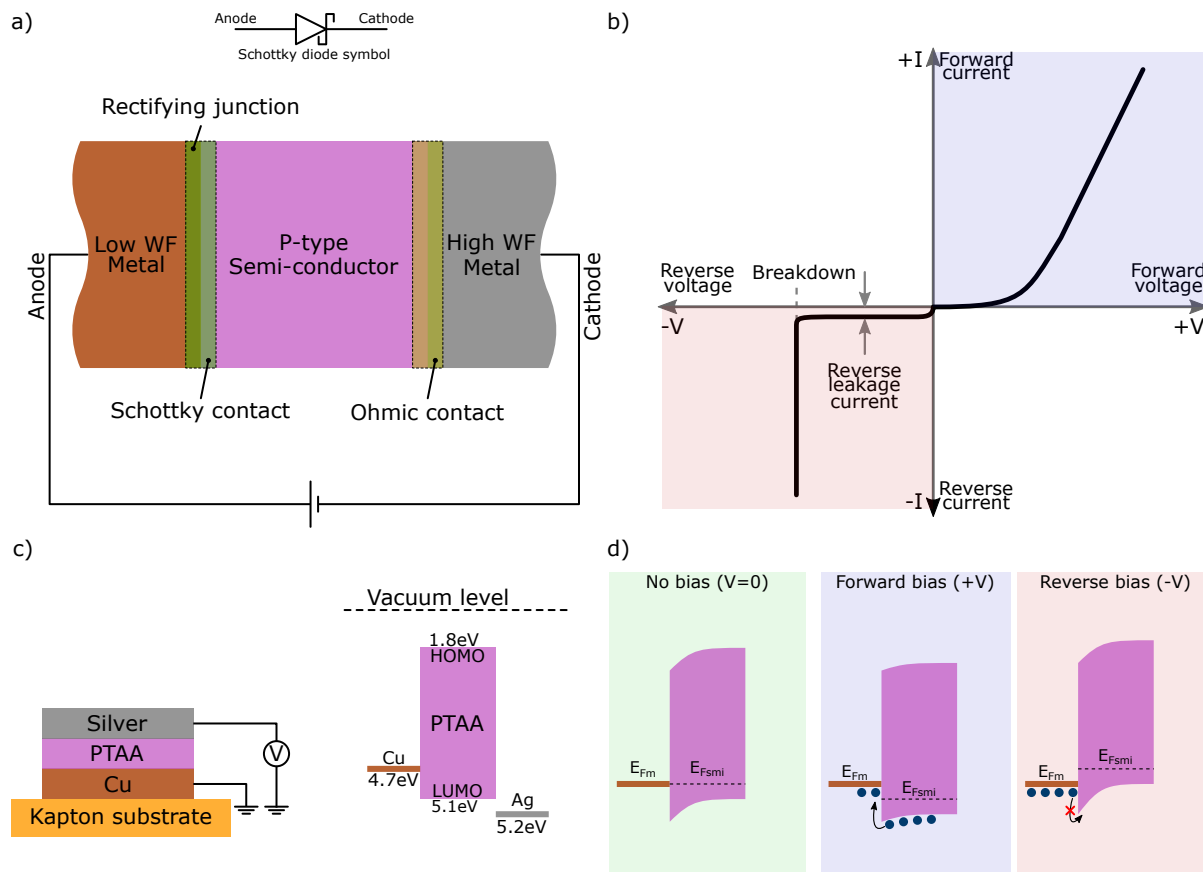 a)
Anode
Cathode
Schottky diode symbol
Rectifying junction
Low WF
Metal
P-type
Semi-conductor
High WF
Metal
Anode
Cathode
Schottky contact
Ohmic contact
b)
+I
Forward
current
Reverse
voltage
Breakdown
Forward
voltage
-V
+V
Reverse
leakage
current
-I
Reverse
current
c)
Silver
PTAA
Cu
Kapton substrate
V
Vacuum level
1.8eV
HOMO
PTAA
Cu
4.7eV
LUMO
5.1eV
Ag
5.2eV
d)
No bias (V=0)
EFm
EFsmi
Forward bias (+V)
EFm
EFsmi
Reverse bias (-V)
EFm
EFsmi